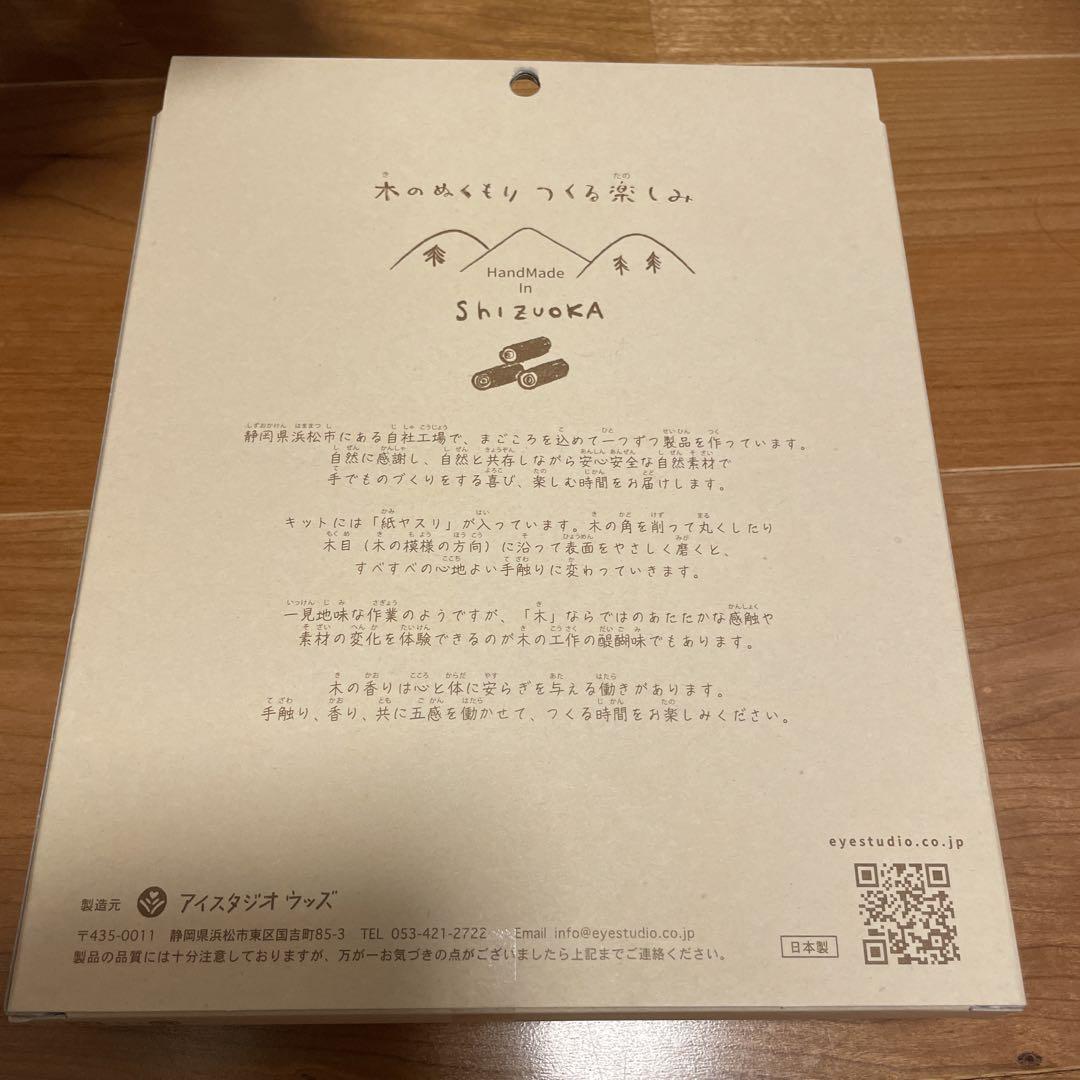 木のぬくもり つくる楽しみ
HandMade
In
ShizuoKA
静岡県浜松市にある自社工場で、まごころを込めて一つずつ製品を作っています。
自然に感謝し、自然と共存しながら安心安全な自然素材で
手でものづくりをする喜び、楽しむ時間をお届けします。
キットには「紙ヤスリ」が入っています。木の角を削って丸くしたり
木目（木の模様の方向）に沿って表面をやさしく磨くと、
すべすべの心地よい手触りに変わっていきます。
一見地味な作業のようですが、「木」ならではのあたたかな感触や
素材の変化を体験できるのが木の工作の醍醐味でもあります。
木の香りは心と体に安らぎを与える働きがあります。
手触り、香り、共に五感を働かせて、つくる時間をお楽しみください。
eyestudio.co.jp
製造元 アイスタジオ ウッズ
〒435-0011 静岡県浜松市東区国吉町85-3 TEL 053-421-2722 Email info@eyestudio.co.jp
製品の品質には十分注意しておりますが、万が一お気づきの点がございましたら上記までご連絡ください。
日本製